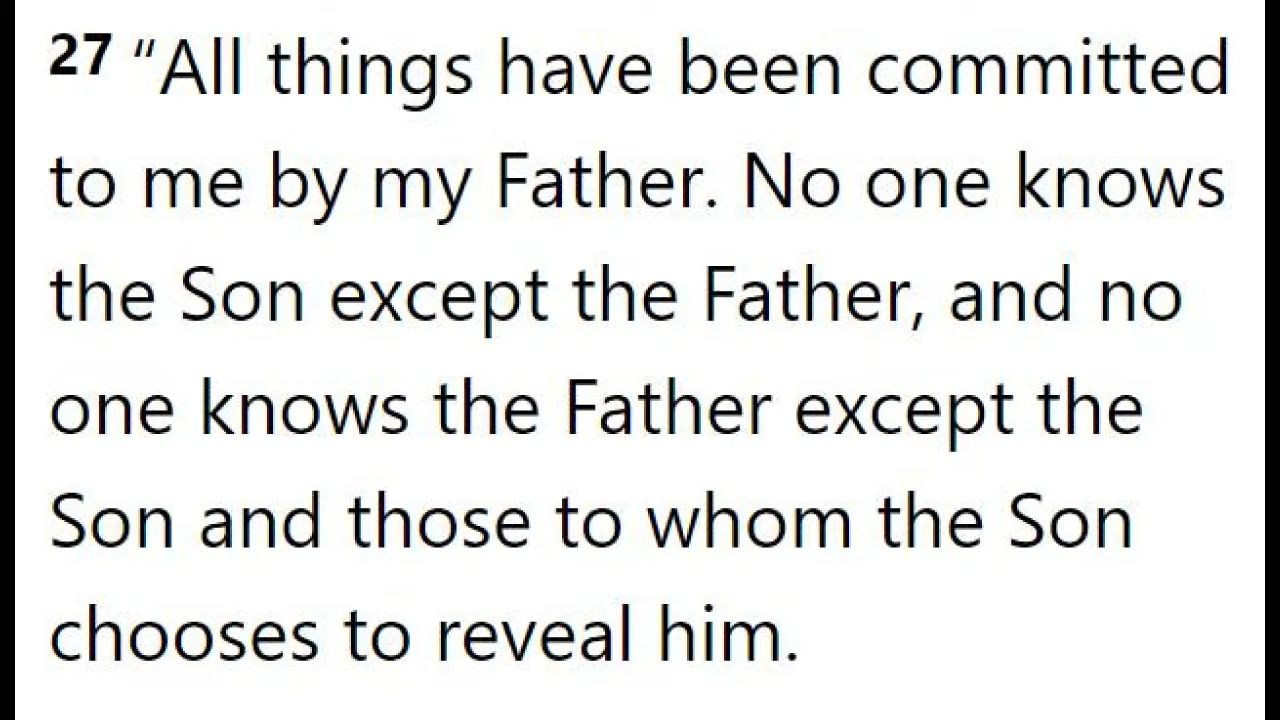 27 “All things have been committed
to me by my Father. No one knows
the Son except the Father, and no
one knows the Father except the
Son and those to whom the Son
chooses to reveal him.